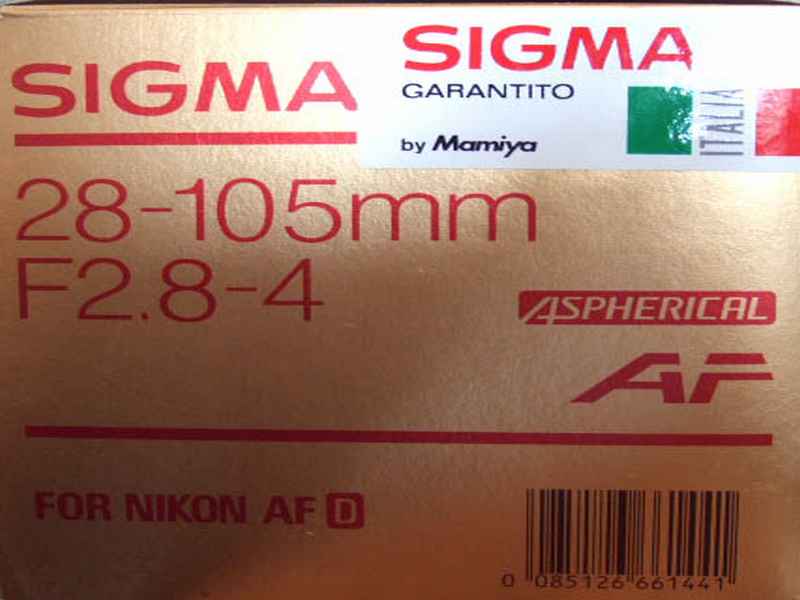 SIGMA
SIGMA
GARANTITO
by Mamiya
ITALIA
28-105mm
F2.8-4
ASPHERICAL
AF
FOR NIKON AF D
0 085126 661441